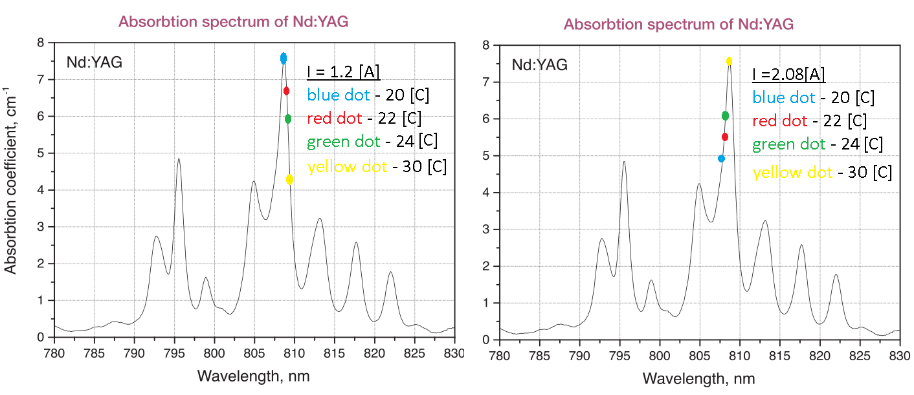 Absorbtion spectrum of Nd:YAG
Nd:YAG
I = 1.2 [A]
blue dot - 20 [C]
red dot - 22 [C]
green dot - 24 [C]
yellow dot - 30 [C]
Absorbtion coefficient, cm⁻¹
8
7
6
5
4
3
2
1
0
780 785 790 795 800 805 810 815 820 825 830
Wavelength, nm
Absorbtion spectrum of Nd:YAG
Nd:YAG
I =2.08[A]
blue dot - 20 [C]
red dot - 22 [C]
green dot - 24 [C]
yellow dot - 30 [C]
8
7
6
5
4
3
2
1
0
780 785 790 795 800 805 810 815 820 825 830
Wavelength, nm